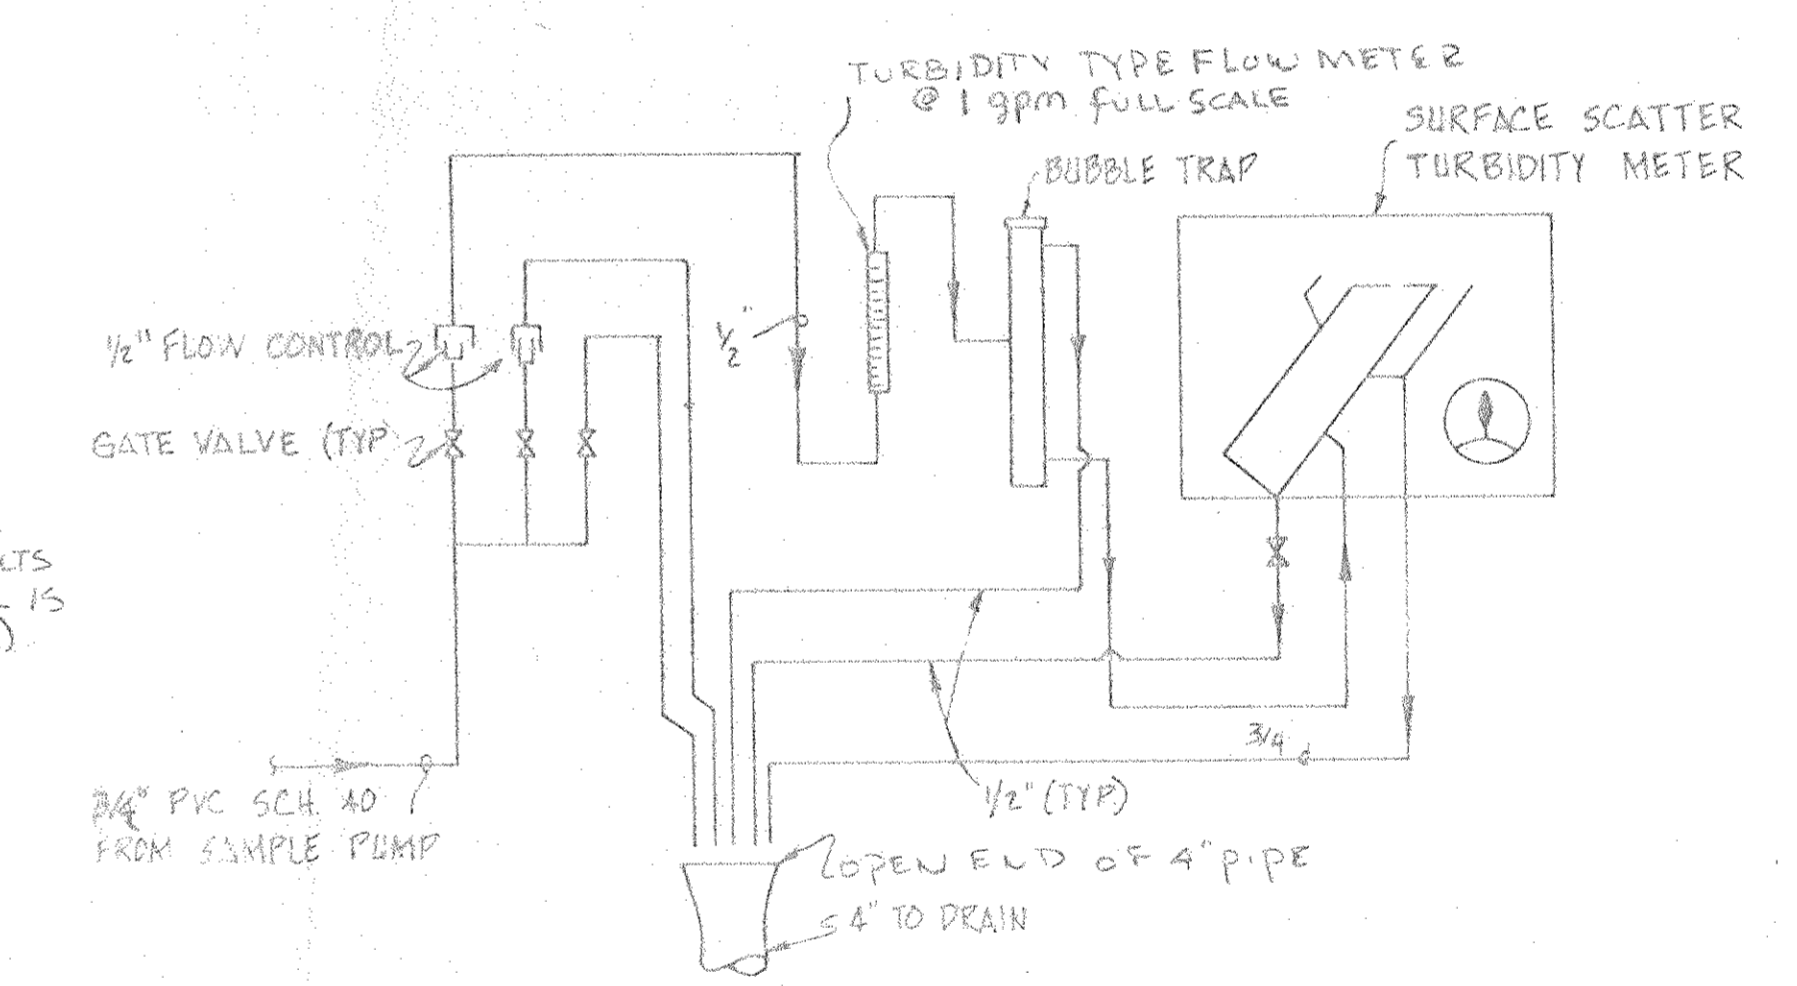 TURBIDITY TYPE FLOW METER
@ 1 gpm FULL SCALE
SURFACE SCATTER
TURBIDITY METER
BUBBLE TRAP
1/2" FLOW CONTROL
1/2"
GATE VALVE (TYP)
IS
3/4
1/2" (TYP)
3/4" PVC SCH. 40
FROM SAMPLE PUMP
OPEN END OF 4" PIPE
4" TO DRAIN